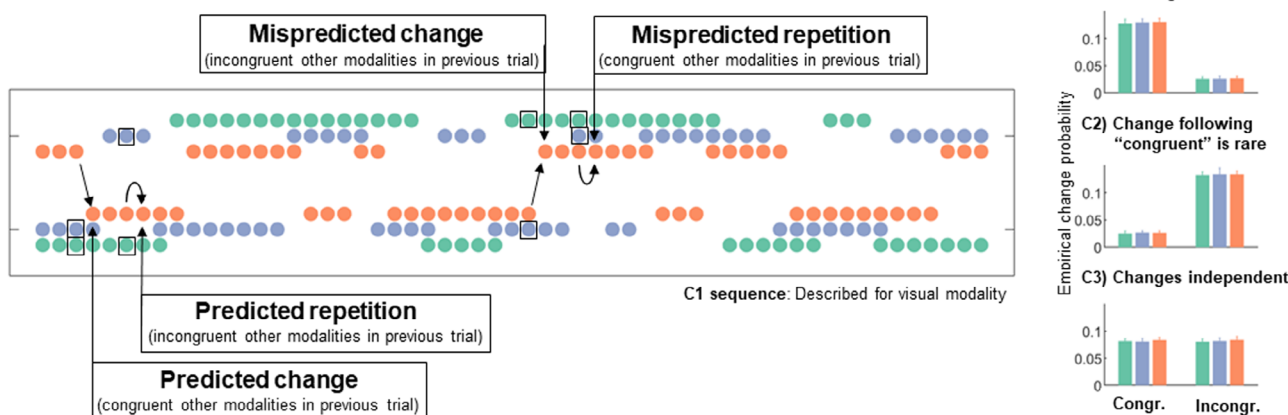 Mispredicted change
(incongruent other modalities in previous trial)
Mispredicted repetition
(congruent other modalities in previous trial)
Predicted repetition
(incongruent other modalities in previous trial)
Predicted change
(congruent other modalities in previous trial)
C1 sequence: Described for visual modality
Empirical change probability
0.1
0.05
0
C2) Change following
"congruent" is rare
0.1
0.05
0
C3) Changes independent
0.1
0.05
0
Congr.
Incongr.